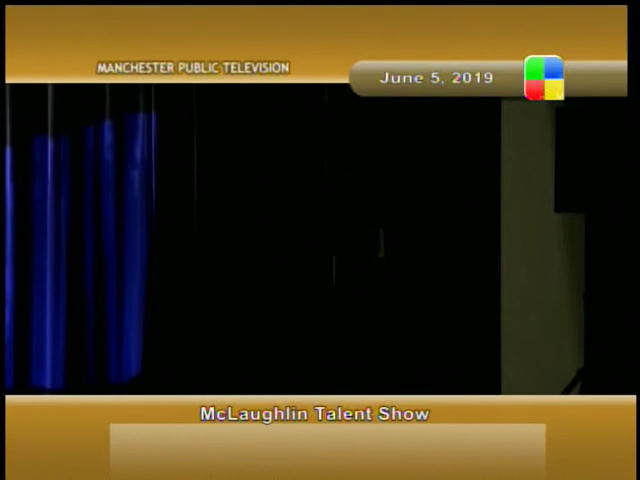 MANCHESTER PUBLIC TELEVISION
June 5, 2019
McLaughlin Talent Show